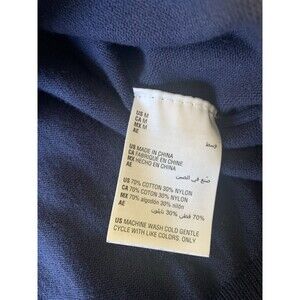 US M
CA M
MX M
AE وسط
US MADE IN CHINA
CA FABRIQUÉ EN CHINE
MX HECHO EN CHINA
AE صنع في الصين
US 70% COTTON 30% NYLON
CA 70% COTON 30% NYLON
MX 70% algodón 30% nilón
AE 70% قطن 30% نايلون
US MACHINE WASH COLD GENTLE
CYCLE WITH LIKE COLORS. ONLY